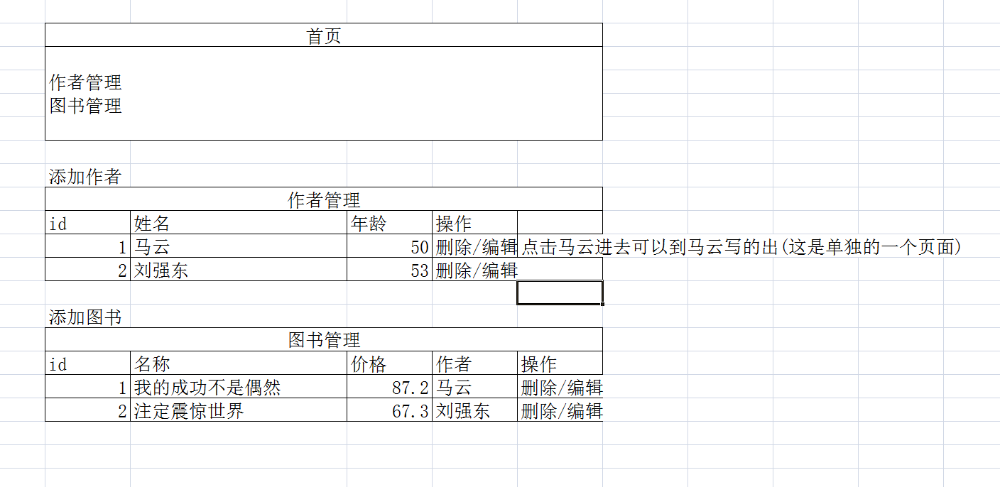 首页
作者管理
图书管理
添加作者
作者管理
id 姓名 年龄 操作
1 马云 50 删除/编辑 点击马云进去可以到马云写的出(这是单独的一个页面)
2 刘强东 53 删除/编辑
添加图书
图书管理
id 名称 价格 作者 操作
1 我的成功不是偶然 87.2 马云 删除/编辑
2 注定震惊世界 67.3 刘强东 删除/编辑